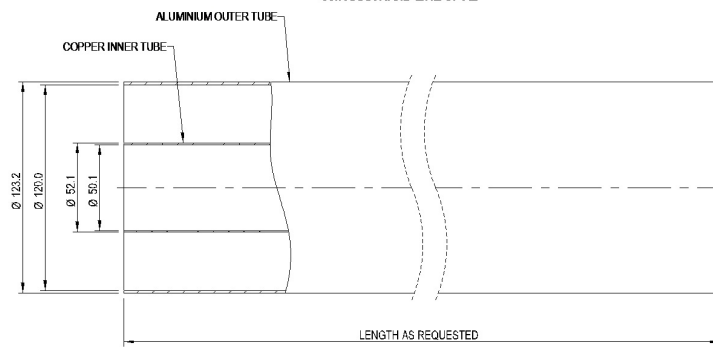 ALUMINIUM OUTER TUBE
COPPER INNER TUBE
Ø 123.2
Ø 120.0
Ø 52.1
Ø 50.1
LENGTH AS REQUESTED